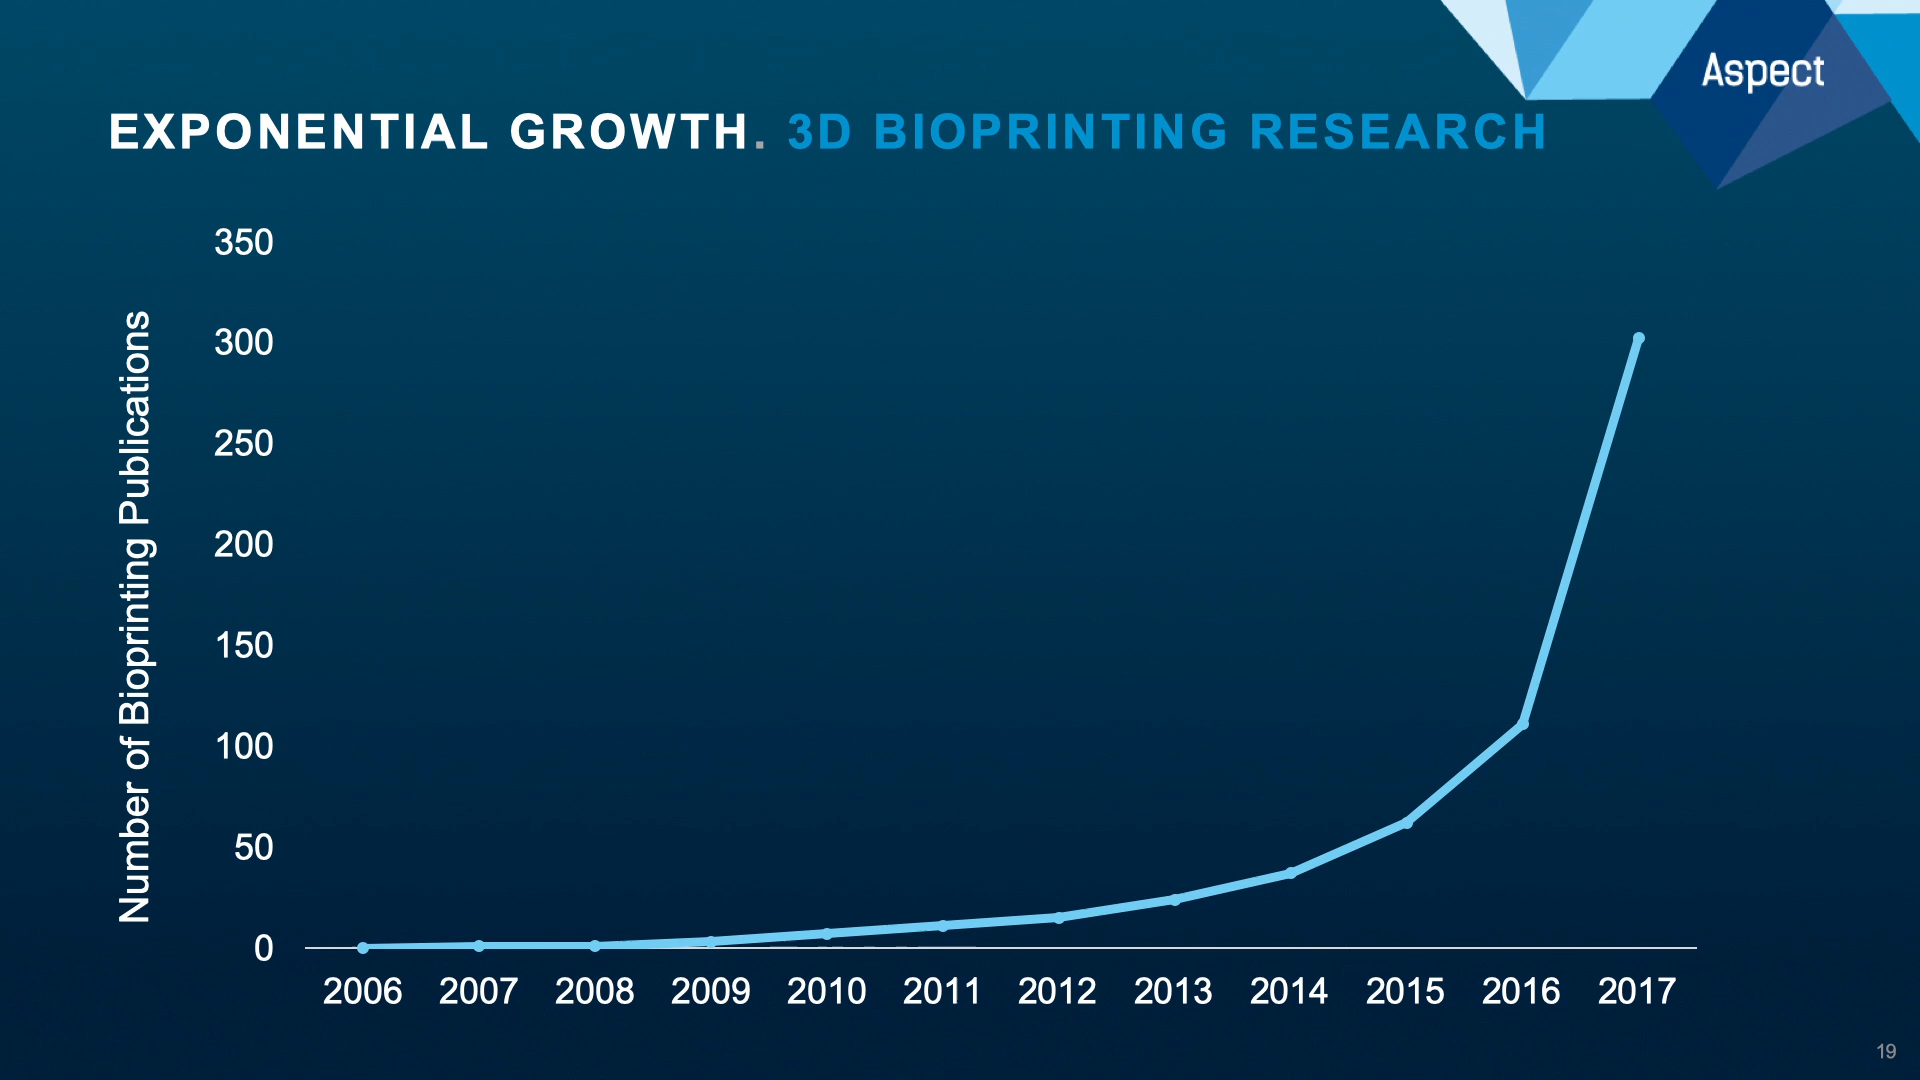 Aspect
EXPONENTIAL GROWTH. 3D BIOPRINTING RESEARCH
Number of Bioprinting Publications
350
300
250
200
150
100
50
0
2006 2007 2008 2009 2010 2011 2012 2013 2014 2015 2016 2017
19